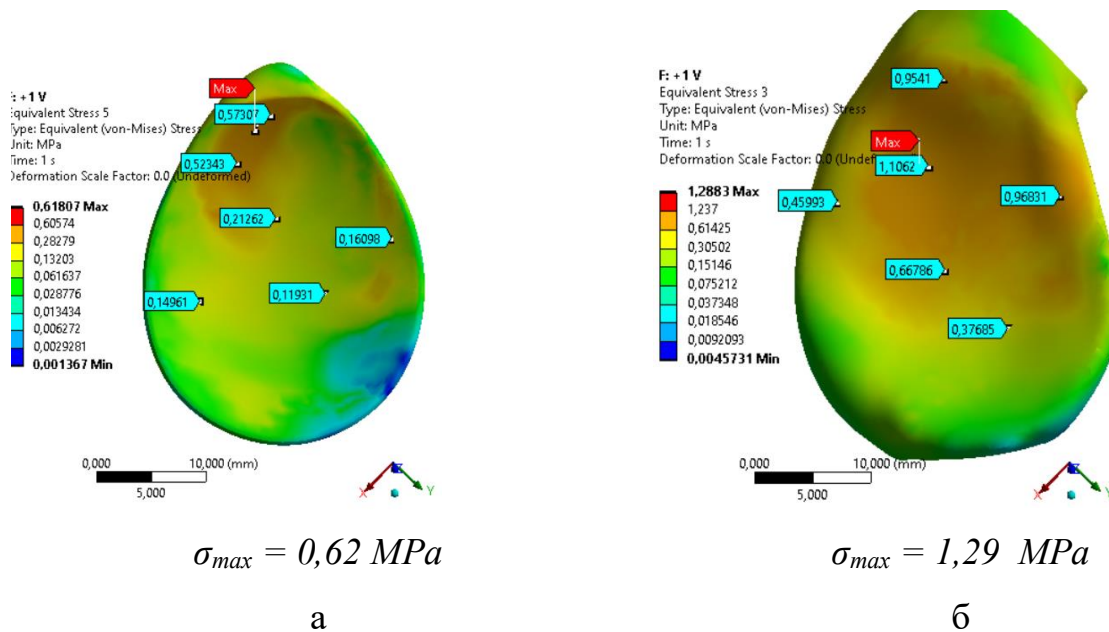 F: +1 V
Equivalent Stress 5
Type: Equivalent (von-Mises) Stress
Unit: MPa
Time: 1 s
Deformation Scale Factor: 0.0 (Undeformed)
0,61807 Max
0,60574
0,28279
0,13203
0,061637
0,028776
0,013434
0,006272
0,0029281
0,001367 Min
Max
0,57307
0,52343
0,21262
0,16098
0,14961
0,11931
0,000
10,000 (mm)
5,000
X
Y
σmax = 0,62 MPa
а
F: +1 V
Equivalent Stress 3
Type: Equivalent (von-Mises) Stress
Unit: MPa
Time: 1 s
Deformation Scale Factor: 0.0 (Undef
1,2883 Max
1,237
0,61425
0,30502
0,15146
0,075212
0,037348
0,018546
0,0092093
0,0045731 Min
0,9541
Max
1,1062
0,45993
0,96831
0,66786
0,37685
0,000
10,000 (mm)
5,000
X
Y
σmax = 1,29 MPa
б